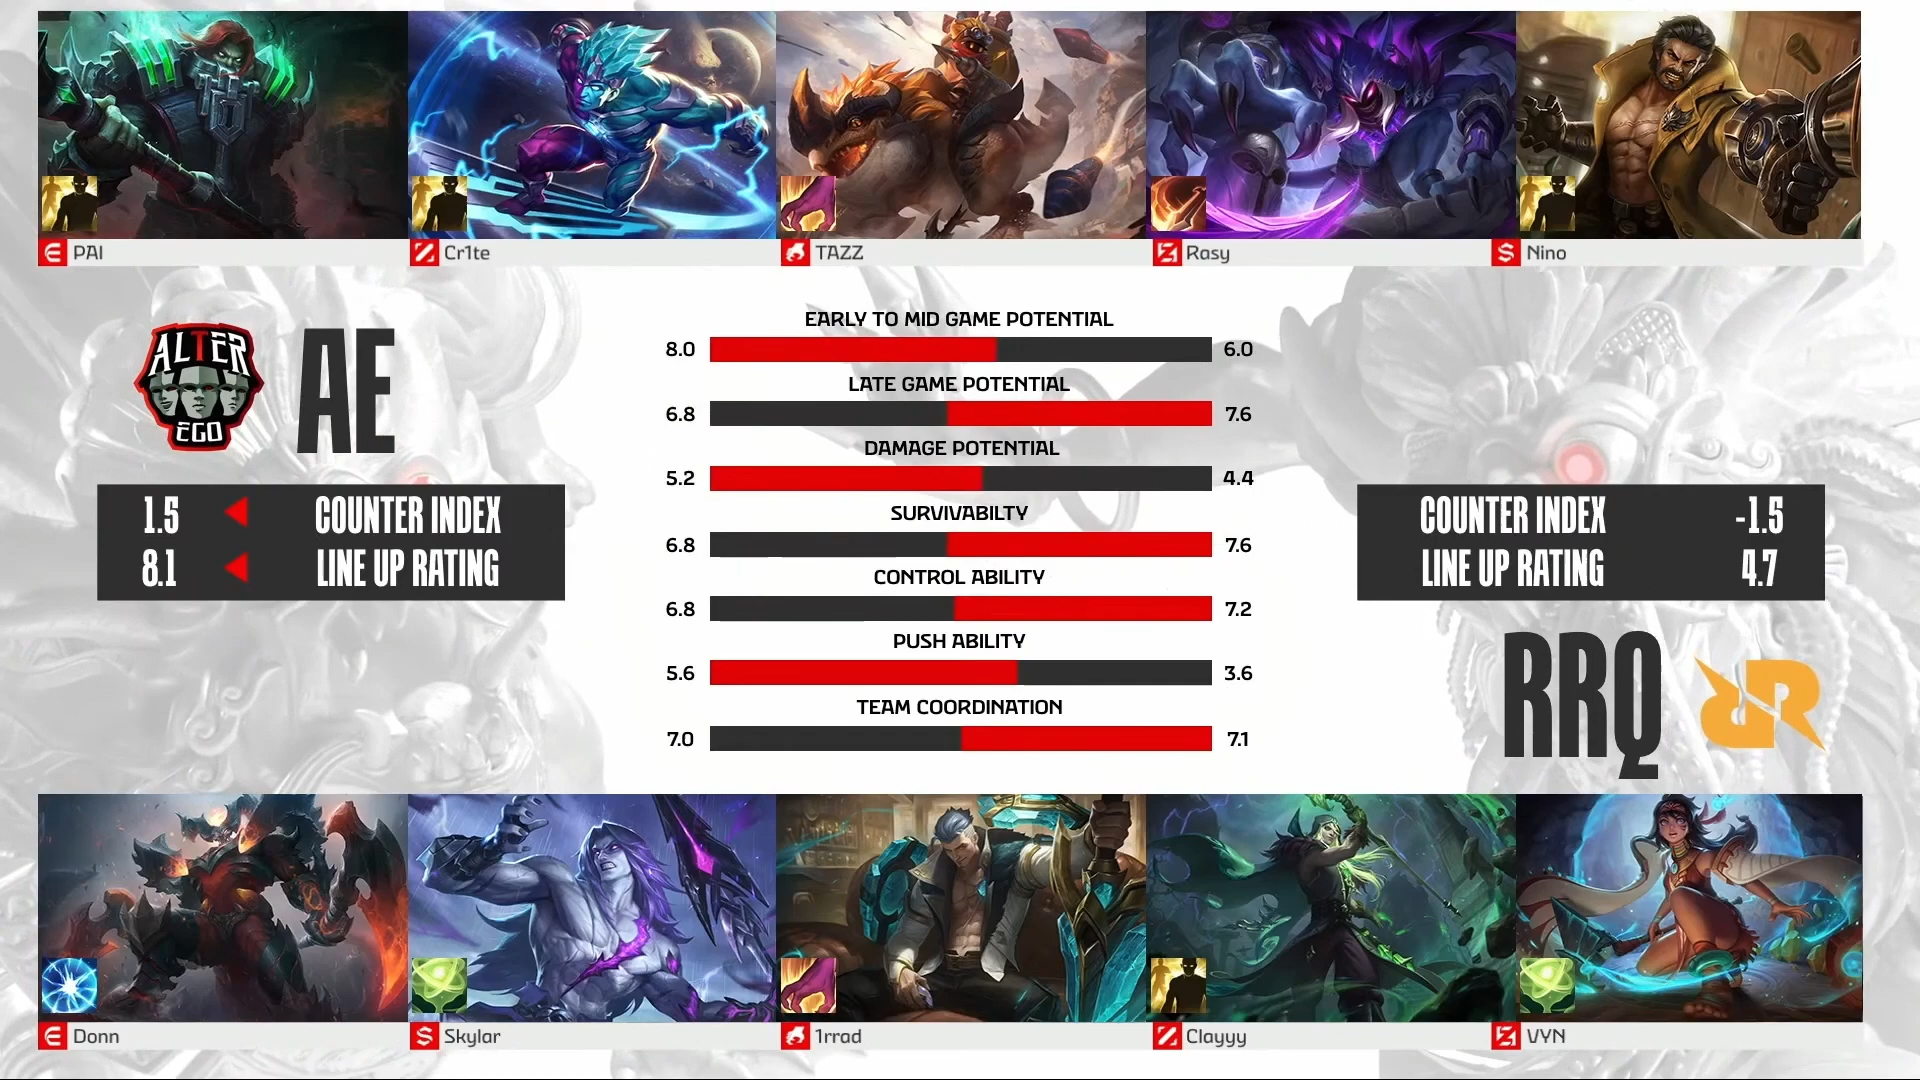 PAI
Cr1te
TAZZ
Rasy
Nino
ALTER
EGO
AE
1.5 COUNTER INDEX
8.1 LINE UP RATING
EARLY TO MID GAME POTENTIAL
8.0 6.0
LATE GAME POTENTIAL
6.8 7.6
DAMAGE POTENTIAL
5.2 4.4
SURVIVABILTY
6.8 7.6
CONTROL ABILITY
6.8 7.2
PUSH ABILITY
5.6 3.6
TEAM COORDINATION
7.0 7.1
COUNTER INDEX -1.5
LINE UP RATING 4.7
RRQ
Donn
Skylar
1rrad
Clayyy
VYN